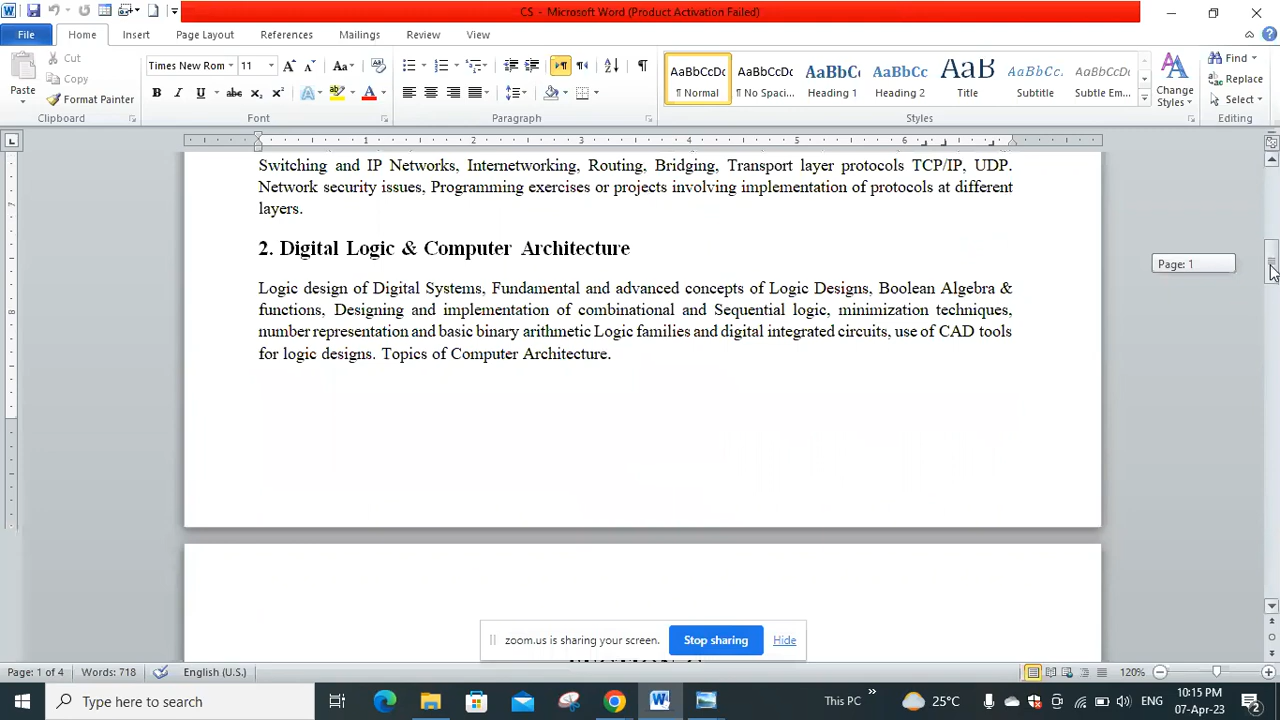 CS - Microsoft Word (Product Activation Failed)
File Home Insert Page Layout References Mailings Review View
Paste
Cut
Copy
Format Painter
Clipboard
Times New Rom 11
Font
Paragraph
AaBbCcDc AaBbCcDc AaBbC AaBbCc AaB AaBbCc. AaBbCcDc
¶ Normal ¶ No Spaci... Heading 1 Heading 2 Title Subtitle Subtle Em...
Change Styles
Styles
Find
Replace
Select
Editing
Switching and IP Networks, Internetworking, Routing, Bridging, Transport layer protocols TCP/IP, UDP.
Network security issues, Programming exercises or projects involving implementation of protocols at different
layers.
2. Digital Logic & Computer Architecture
Logic design of Digital Systems, Fundamental and advanced concepts of Logic Designs, Boolean Algebra &
functions, Designing and implementation of combinational and Sequential logic, minimization techniques,
number representation and basic binary arithmetic Logic families and digital integrated circuits, use of CAD tools
for logic designs. Topics of Computer Architecture.
Page: 1
zoom.us is sharing your screen. Stop sharing Hide
Page: 1 of 4 Words: 718 English (U.S.) 120%
Type here to search
This PC 25°C ENG 10:15 PM
07-Apr-23